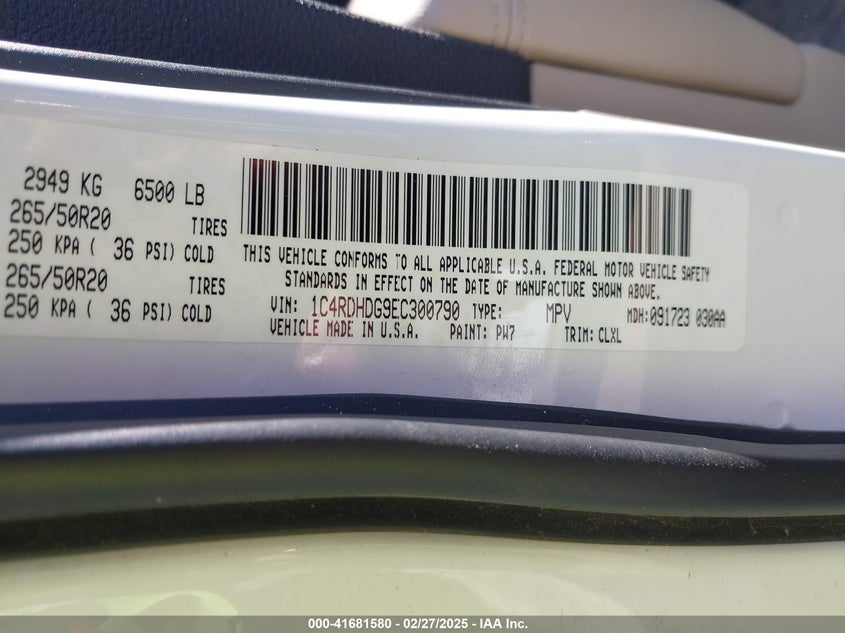 2949 KG 6500 LB
265/50R20 TIRES
250 KPA ( 36 PSI) COLD
265/50R20 TIRES
250 KPA ( 36 PSI) COLD
THIS VEHICLE CONFORMS TO ALL APPLICABLE U.S.A. FEDERAL MOTOR VEHICLE SAFETY
STANDARDS IN EFFECT ON THE DATE OF MANUFACTURE SHOWN ABOVE.
VIN: 1C4RDHDG9EC300790 TYPE: MPV MDH:091723 030AA
VEHICLE MADE IN U.S.A. PAINT: PW7 TRIM: CLXL
000-41681580 | 02/27/2025 - IAA Inc.